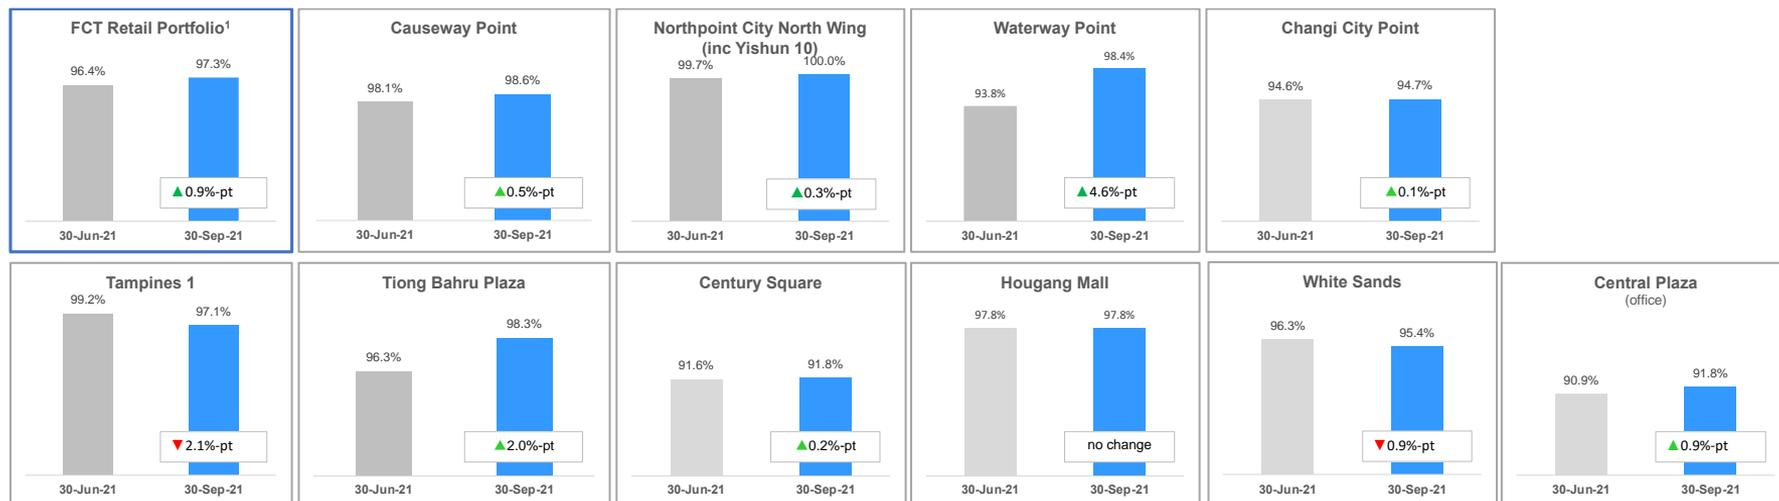 FCT Retail Portfolio¹
96.4%
97.3%
▲0.9%-pt
30-Jun-21
30-Sep-21
Causeway Point
98.1%
98.6%
▲0.5%-pt
30-Jun-21
30-Sep-21
Northpoint City North Wing
(inc Yishun 10)
99.7%
100.0%
▲0.3%-pt
30-Jun-21
30-Sep-21
Waterway Point
93.8%
98.4%
▲4.6%-pt
30-Jun-21
30-Sep-21
Changi City Point
94.6%
94.7%
▲0.1%-pt
30-Jun-21
30-Sep-21
Tampines 1
99.2%
97.1%
▼2.1%-pt
30-Jun-21
30-Sep-21
Tiong Bahru Plaza
96.3%
98.3%
▲2.0%-pt
30-Jun-21
30-Sep-21
Century Square
91.6%
91.8%
▲0.2%-pt
30-Jun-21
30-Sep-21
Hougang Mall
97.8%
97.8%
no change
30-Jun-21
30-Sep-21
White Sands
96.3%
95.4%
▼0.9%-pt
30-Jun-21
30-Sep-21
Central Plaza
(office)
90.9%
91.8%
▲0.9%-pt
30-Jun-21
30-Sep-21